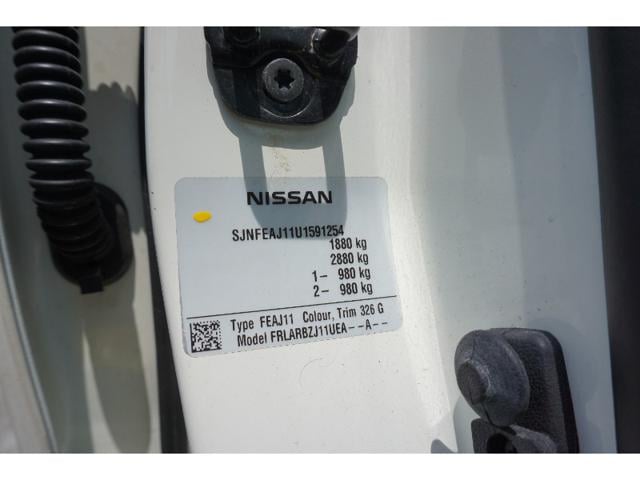 NISSAN
SJNFEAJ11U1591254
1880 kg
2880 kg
1- 980 kg
2- 980 kg
Type FEAJ11 Colour, Trim 326 G
Model FRLARBZJ11UEA--A--